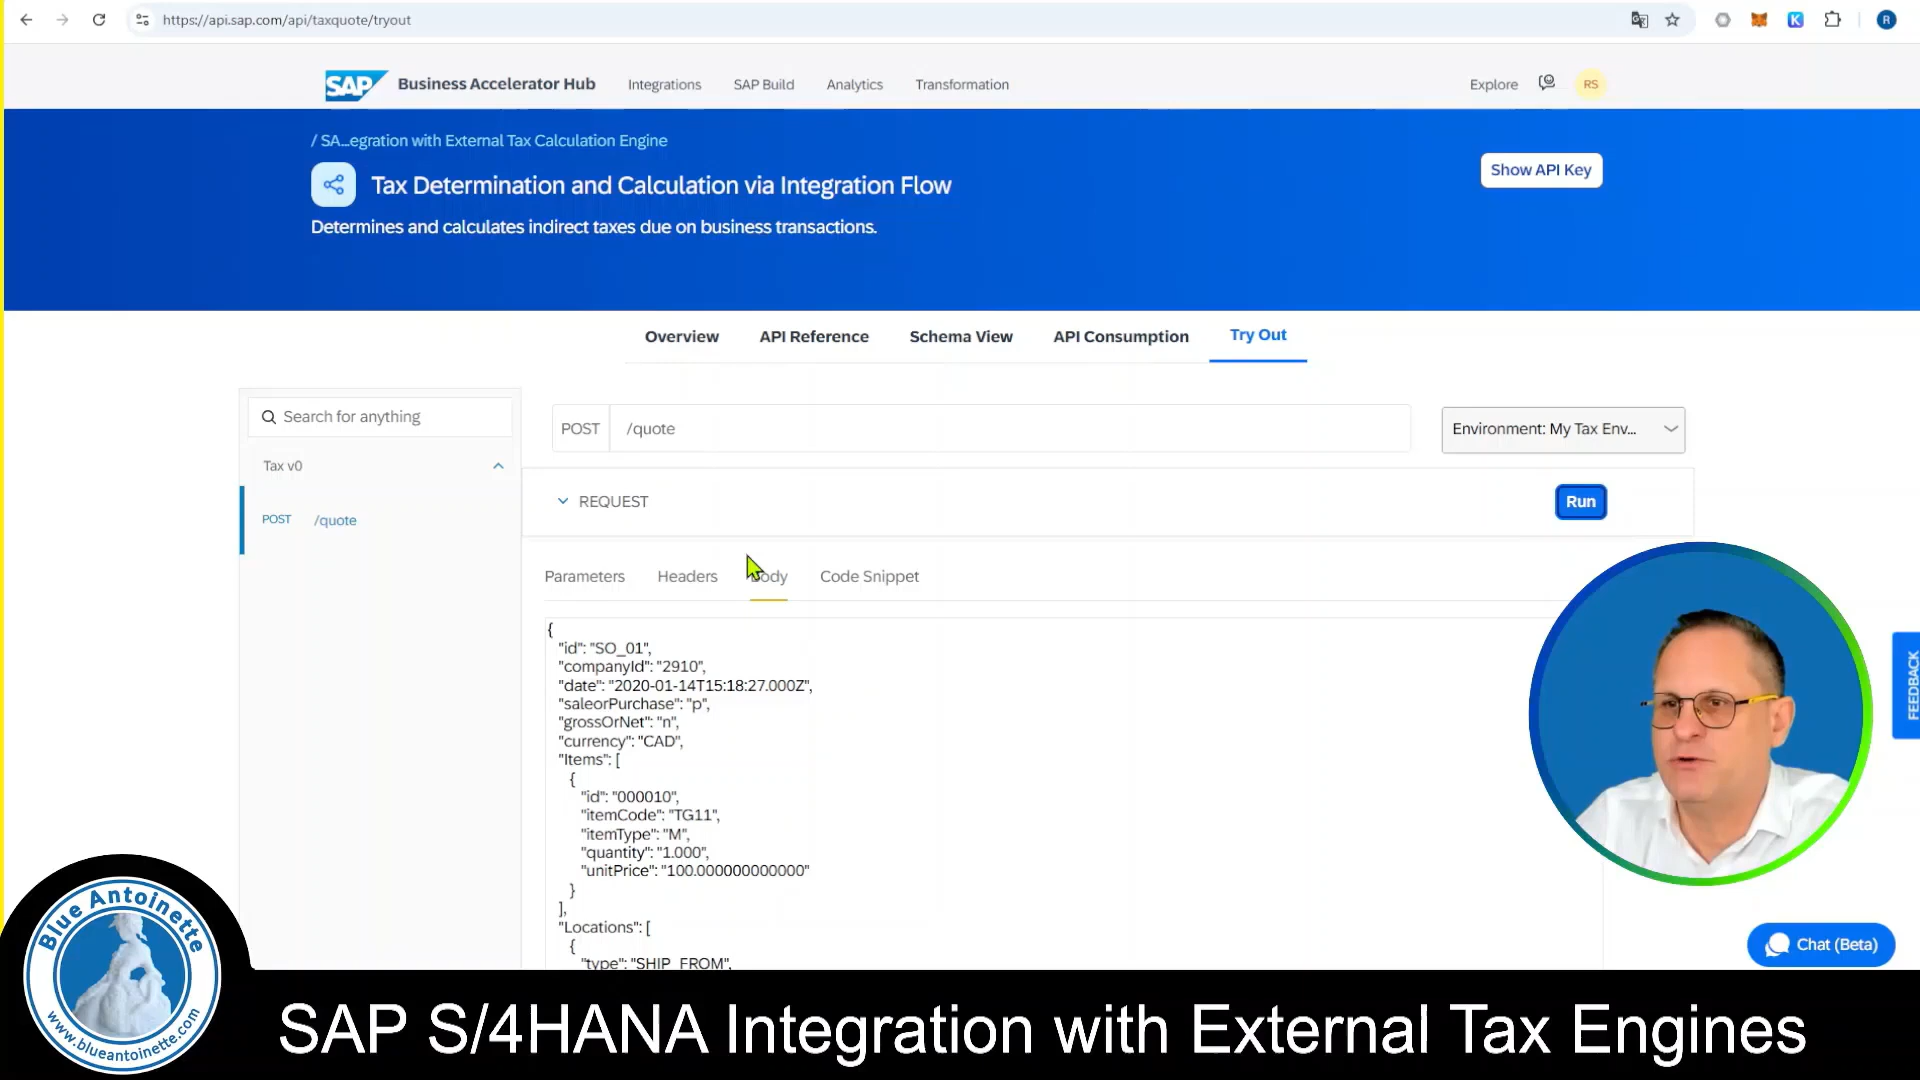 https://api.sap.com/api/taxquote/tryout
K
R
SAP
Business Accelerator Hub
Integrations
SAP Build
Analytics
Transformation
Explore
RS
/ SA...egration with External Tax Calculation Engine
Tax Determination and Calculation via Integration Flow
Show API Key
Determines and calculates indirect taxes due on business transactions.
Overview
API Reference
Schema View
API Consumption
Try Out
Search for anything
POST
/quote
Environment: My Tax Env...
Tax v0
REQUEST
Run
POST
/quote
Parameters
Headers
Body
Code Snippet
{
"id": "SO_01",
"companyId": "2910",
"date": "2020-01-14T15:18:27.000Z",
"saleorPurchase": "p",
"grossOrNet": "n",
"currency": "CAD",
"Items": [
{
"id": "000010",
"itemCode": "TG11",
"itemType": "M",
"quantity": "1.000",
"unitPrice": "100.000000000000"
}
],
"Locations": [
{
"type": "SHIP_FROM",
FEEDBACK
Chat (Beta)
Blue Antoinette
www.blueantoinette.com
SAP S/4HANA Integration with External Tax Engines